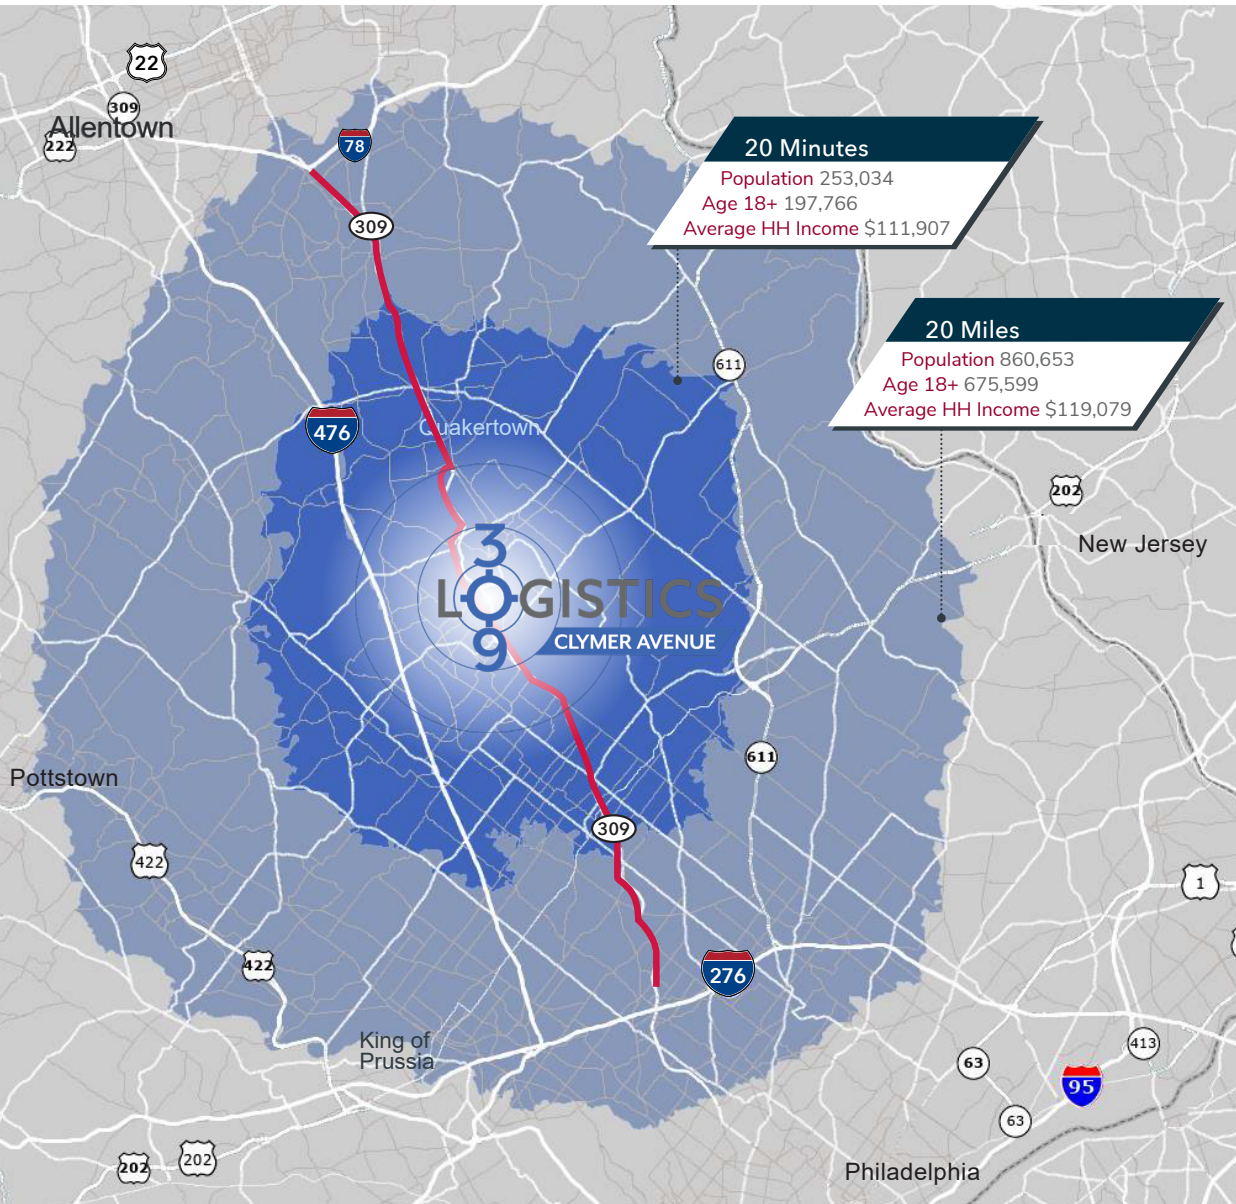 22
309
Allentown
222
78
20 Minutes
Population 253,034
Age 18+ 197,766
Average HH Income $111,907
309
20 Miles
Population 860,653
Age 18+ 675,599
Average HH Income $119,079
611
476
Quakertown
202
New Jersey
3
LOGISTICS
9
CLYMER AVENUE
611
Pottstown
309
422
1
422
276
King of
Prussia
413
63
95
63
202
202
Philadelphia